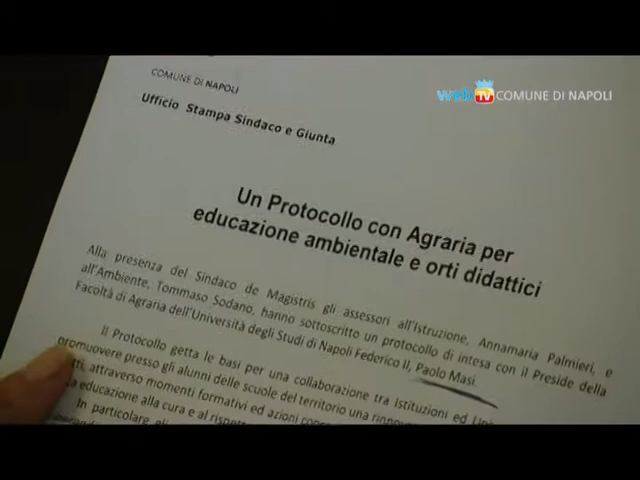 web TV COMUNE DI NAPOLI
COMUNE DI NAPOLI
Ufficio Stampa Sindaco e Giunta
Un Protocollo con Agraria per
educazione ambientale e orti didattici
Alla presenza del Sindaco de Magistris gli assessori all'Istruzione, Annamaria Palmieri, e
all'Ambiente, Tommaso Sodano, hanno sottoscritto un protocollo di intesa con il Preside della
Facoltà di Agraria dell'Università degli Studi di Napoli Federico II, Paolo Masi.
Il Protocollo getta le basi per una collaborazione tra Istituzioni ed
promuovere presso gli alunni delle scuole del territorio una
attraverso momenti formativi ed azioni
educazione alla cura e al
In particolare gli